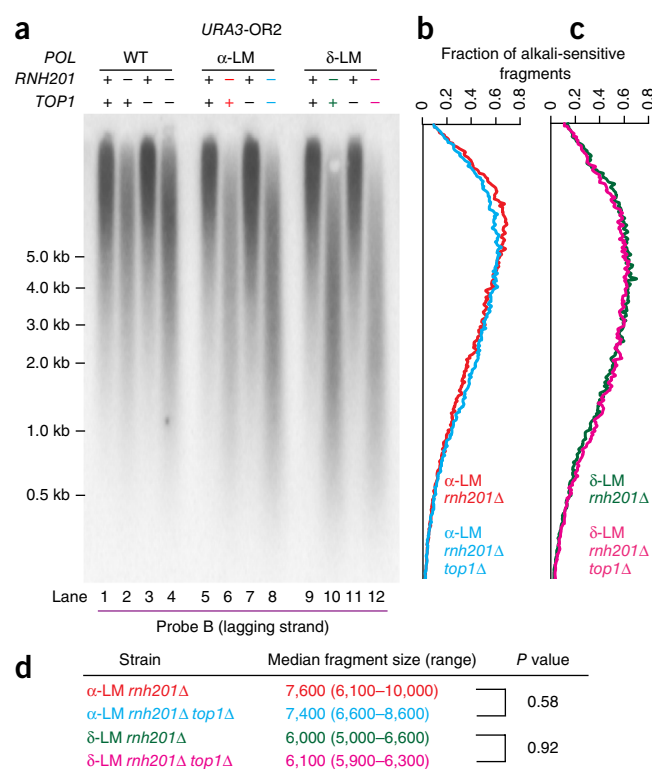 a
URA3-OR2
POL WT α-LM δ-LM
RNH201 + − + − + − + − + − + −
TOP1 + + − − + + − − + + − −
5.0 kb
4.0 kb
3.0 kb
2.0 kb
1.0 kb
0.5 kb
Lane 1 2 3 4 5 6 7 8 9 10 11 12
Probe B (lagging strand)
b c
Fraction of alkali-sensitive
fragments
0 0.2 0.4 0.6 0.8 0 0.2 0.4 0.6 0.8
α-LM
rnh201Δ
α-LM
rnh201Δ
top1Δ
δ-LM
rnh201Δ
δ-LM
rnh201Δ
top1Δ
d
Strain Median fragment size (range) P value
α-LM rnh201Δ 7,600 (6,100–10,000)
α-LM rnh201Δ top1Δ 7,400 (6,600–8,600)
0.58
δ-LM rnh201Δ 6,000 (5,000–6,600)
δ-LM rnh201Δ top1Δ 6,100 (5,900–6,300)
0.92